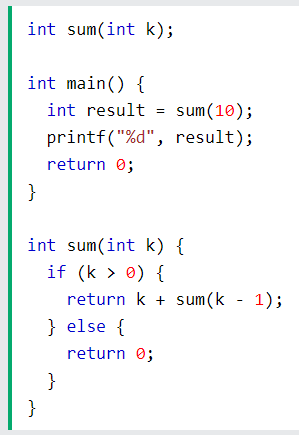 int sum(int k);
int main() {
int result = sum(10);
printf("%d", result);
return 0;
}
int sum(int k) {
if (k > 0) {
return k + sum(k - 1);
} else {
return 0;
}
}